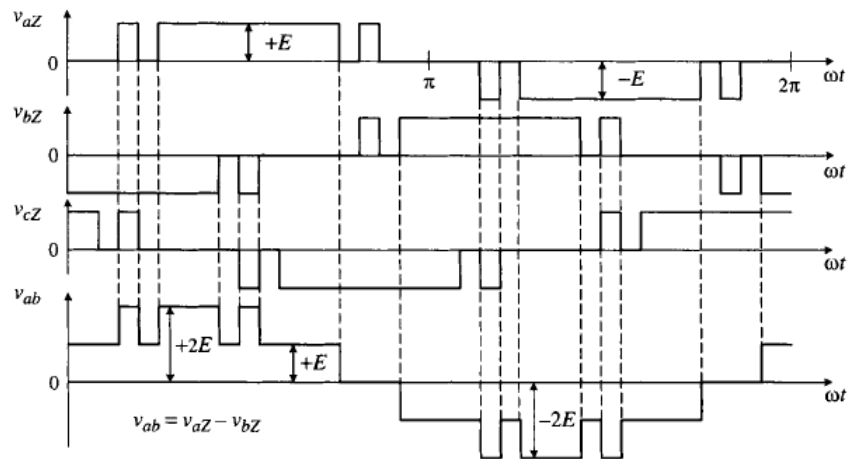 v_aZ
+E
0
π
−E
2π
ωt
v_bZ
0
ωt
v_cZ
0
ωt
v_ab
+2E
+E
0
ωt
v_ab = v_aZ − v_bZ
−2E